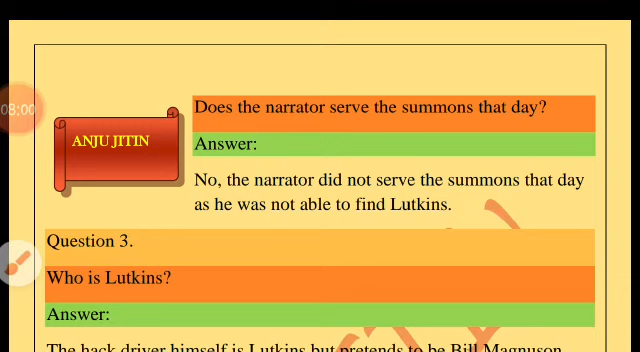 Does the narrator serve the summons that day?
08:00
ANJU JITIN
Answer:
No, the narrator did not serve the summons that day
as he was not able to find Lutkins.
Question 3.
Who is Lutkins?
Answer:
The hack driver himself is Lutkins but pretends to be Bill Magnuson